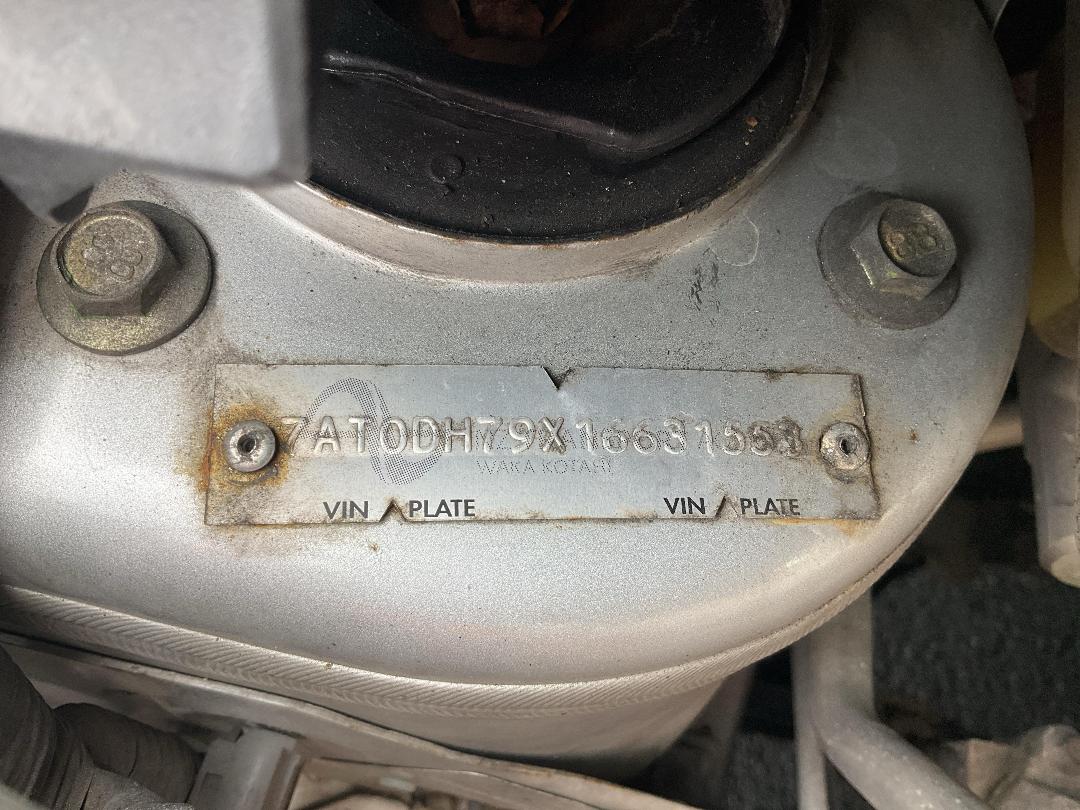 7AT0DH79X16631553
WAKA KOTAHI
VIN PLATE VIN PLATE